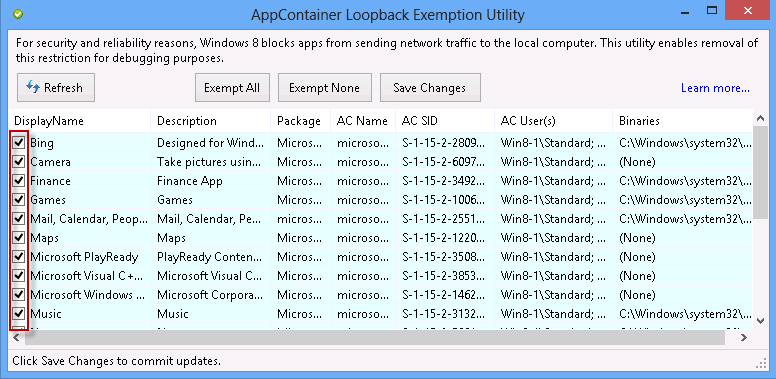 AppContainer Loopback Exemption Utility
For security and reliability reasons, Windows 8 blocks apps from sending network traffic to the local computer. This utility enables removal of
this restriction for debugging purposes.
Refresh Exempt All Exempt None Save Changes Learn more...
DisplayName Description Package AC Name AC SID AC User(s) Binaries
Bing Designed for Wind... Micros... microso... S-1-15-2-2809... Win8-1\Standard; ... C:\Windows\system32\...
Camera Take pictures usin... Micros... microso... S-1-15-2-6097... Win8-1\Standard; ... (None)
Finance Finance App Micros... microso... S-1-15-2-3492... Win8-1\Standard; ... C:\Windows\system32\...
Games Games Micros... microso... S-1-15-2-1006... Win8-1\Standard; ... C:\Windows\system32\...
Mail, Calendar, Peop... Mail, Calendar, Pe... Micros... microso... S-1-15-2-2551... Win8-1\Standard; ... C:\Windows\system32\...
Maps Maps Micros... microso... S-1-15-2-1220... Win8-1\Standard; ... (None)
Microsoft PlayReady PlayReady Conten... Micros... microso... S-1-15-2-3508... Win8-1\Standard; ... (None)
Microsoft Visual C+... Microsoft Visual C... Micros... microso... S-1-15-2-3853... Win8-1\Standard; ... (None)
Microsoft Windows ... Microsoft Corpora... Micros... microso... S-1-15-2-1462... Win8-1\Standard; ... (None)
Music Music Micros... microso... S-1-15-2-3132... Win8-1\Standard; ... C:\Windows\system32\...
Click Save Changes to commit updates.